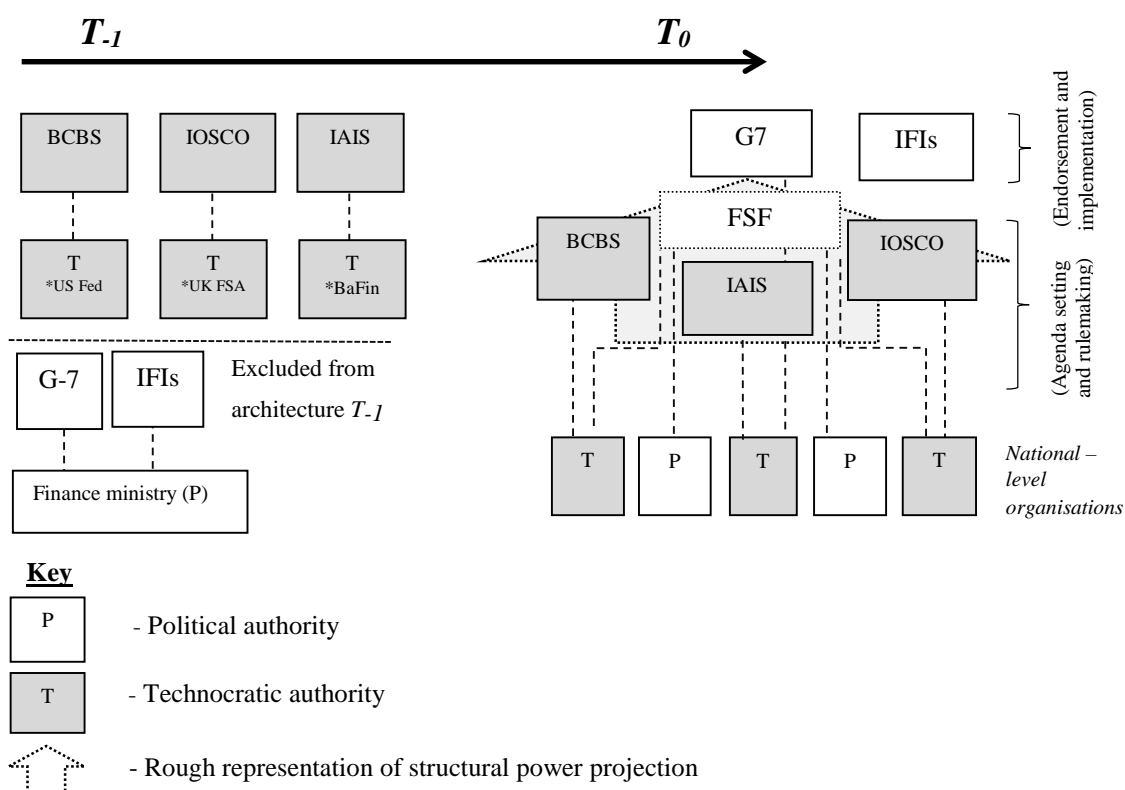 T-1
T0
BCBS
IOSCO
IAIS
T
*US Fed
T
*UK FSA
T
*BaFin
G-7
IFIs
Excluded from
architecture T-1
Finance ministry (P)
G7
IFIs
(Endorsement and
implementation)
FSF
BCBS
IOSCO
IAIS
(Agenda setting
and rulemaking)
T
P
T
P
T
National –
level
organisations
Key
P
- Political authority
T
- Technocratic authority
- Rough representation of structural power projection